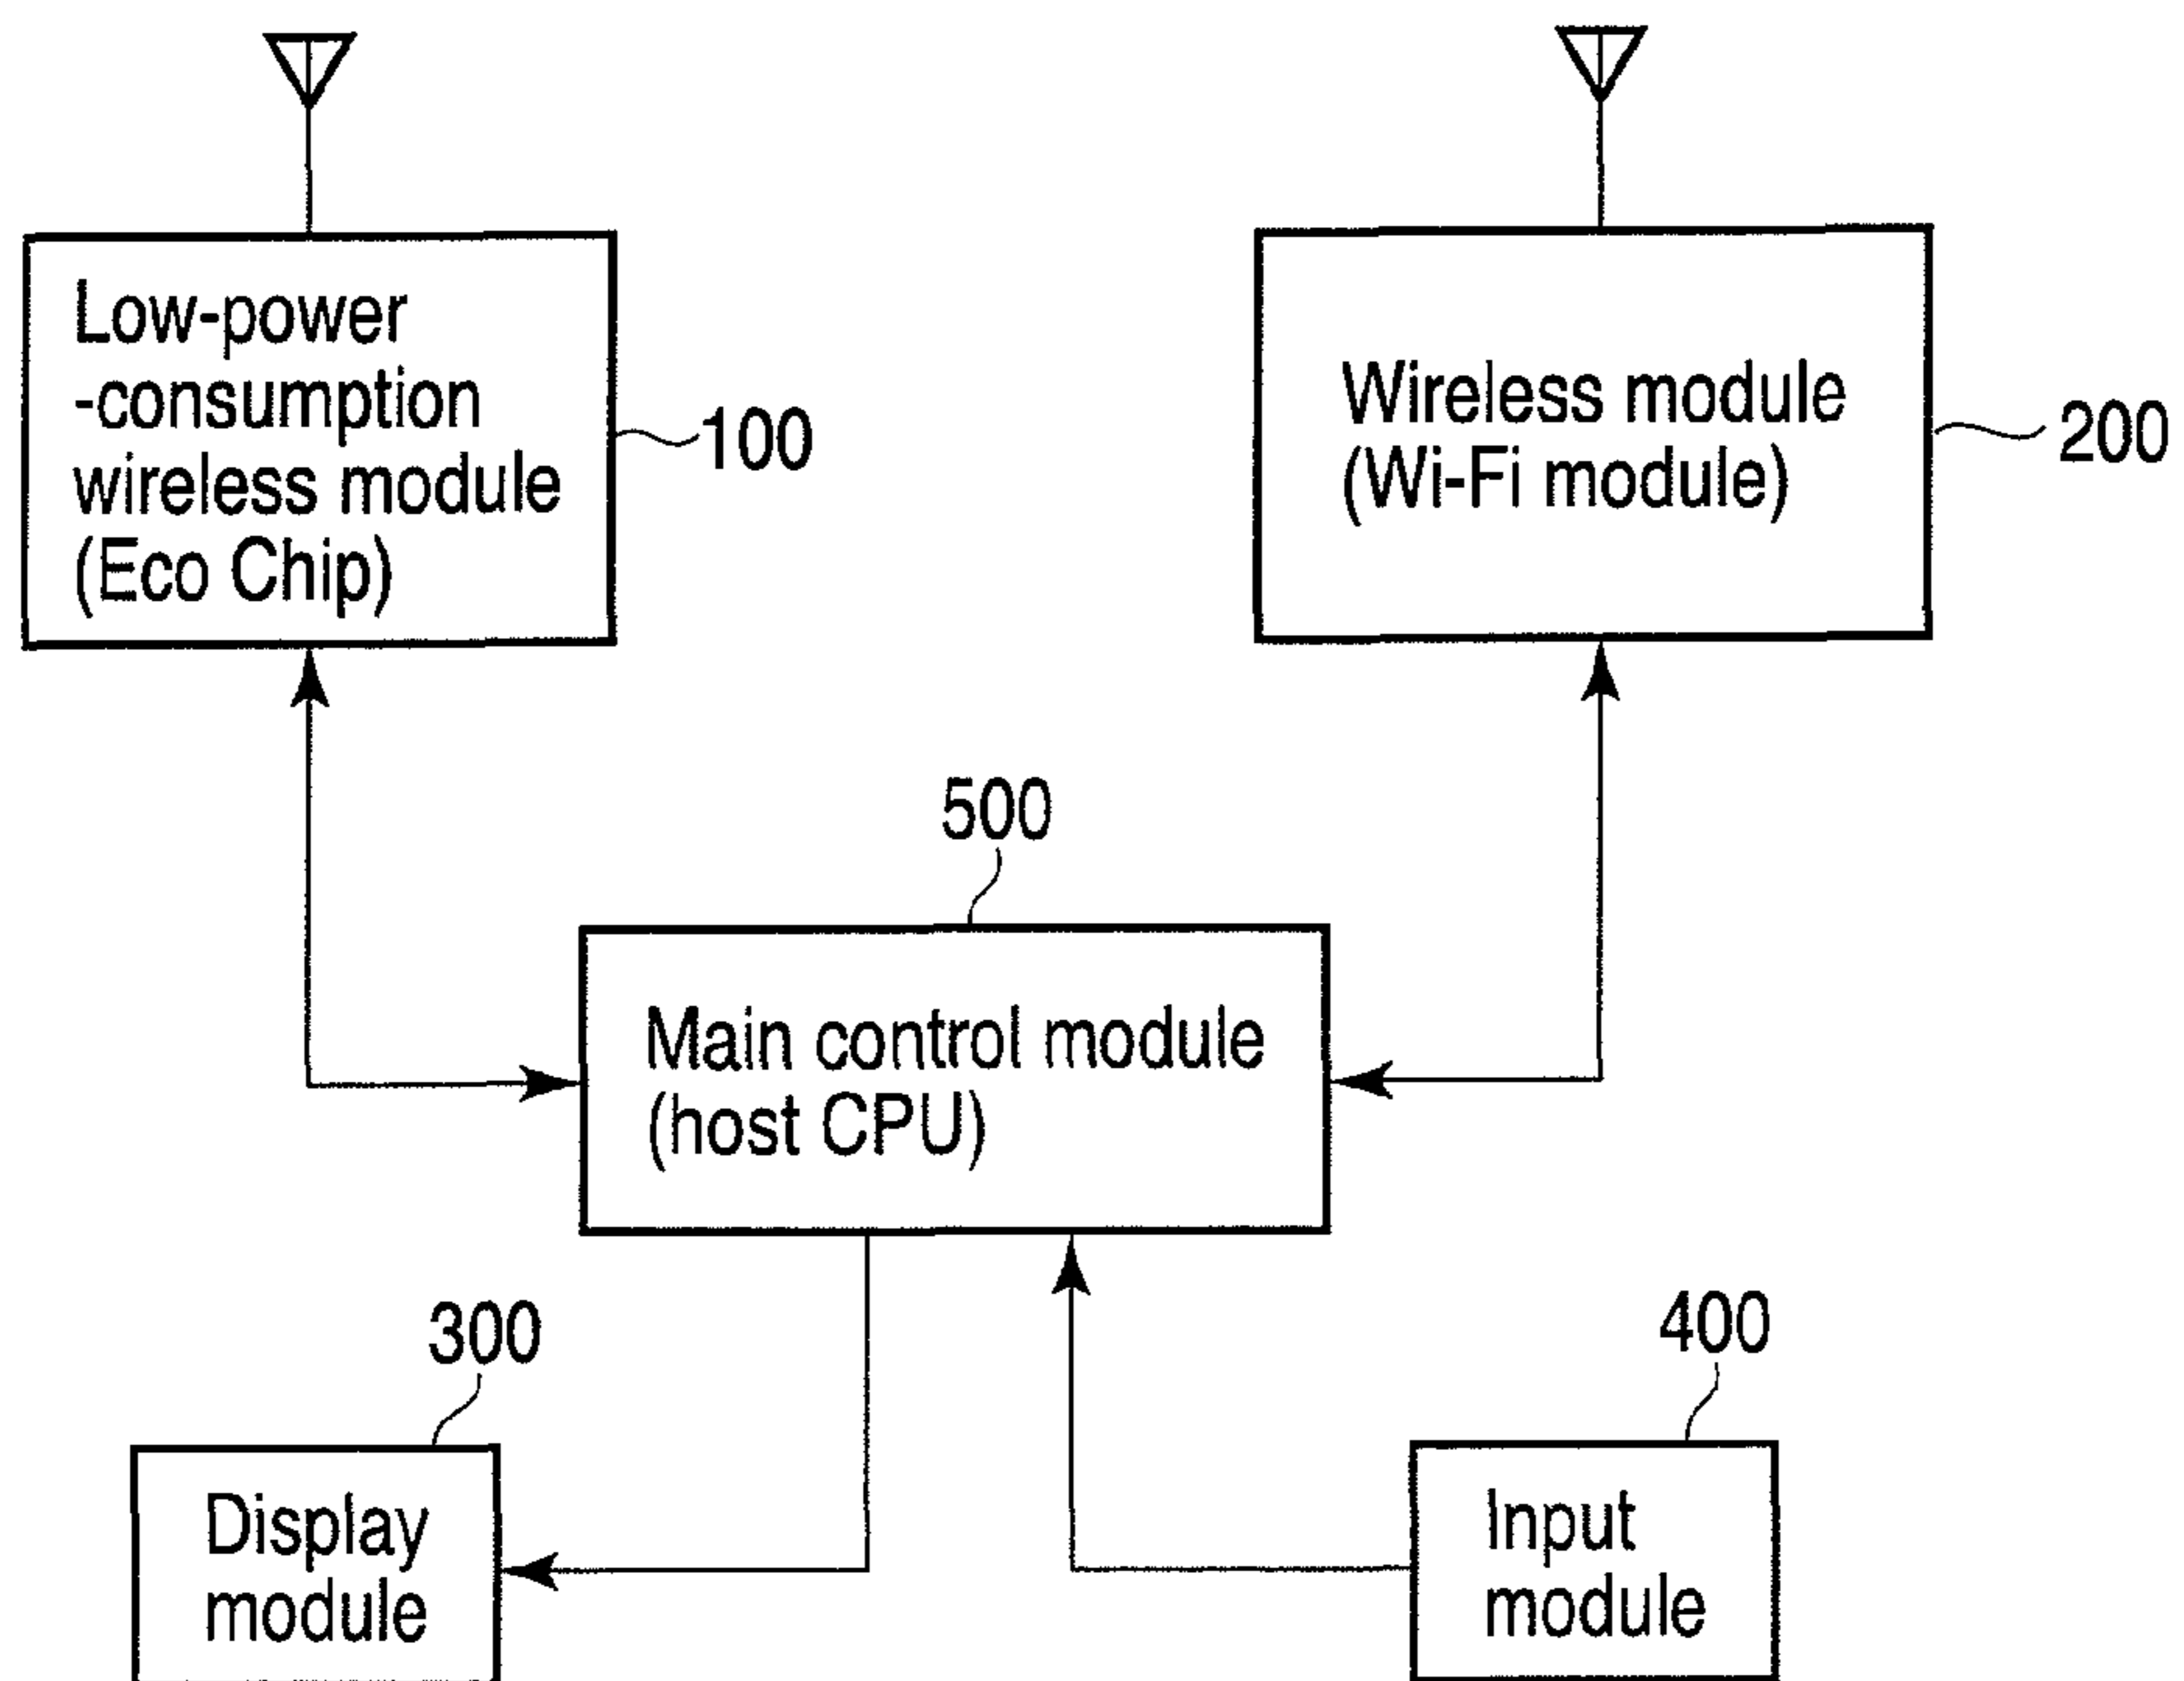 Low-power
-consumption
wireless module
(Eco Chip)
100
Wireless module
(Wi-Fi module)
200
500
Main control module
(host CPU)
300
400
Display
module
Input
module